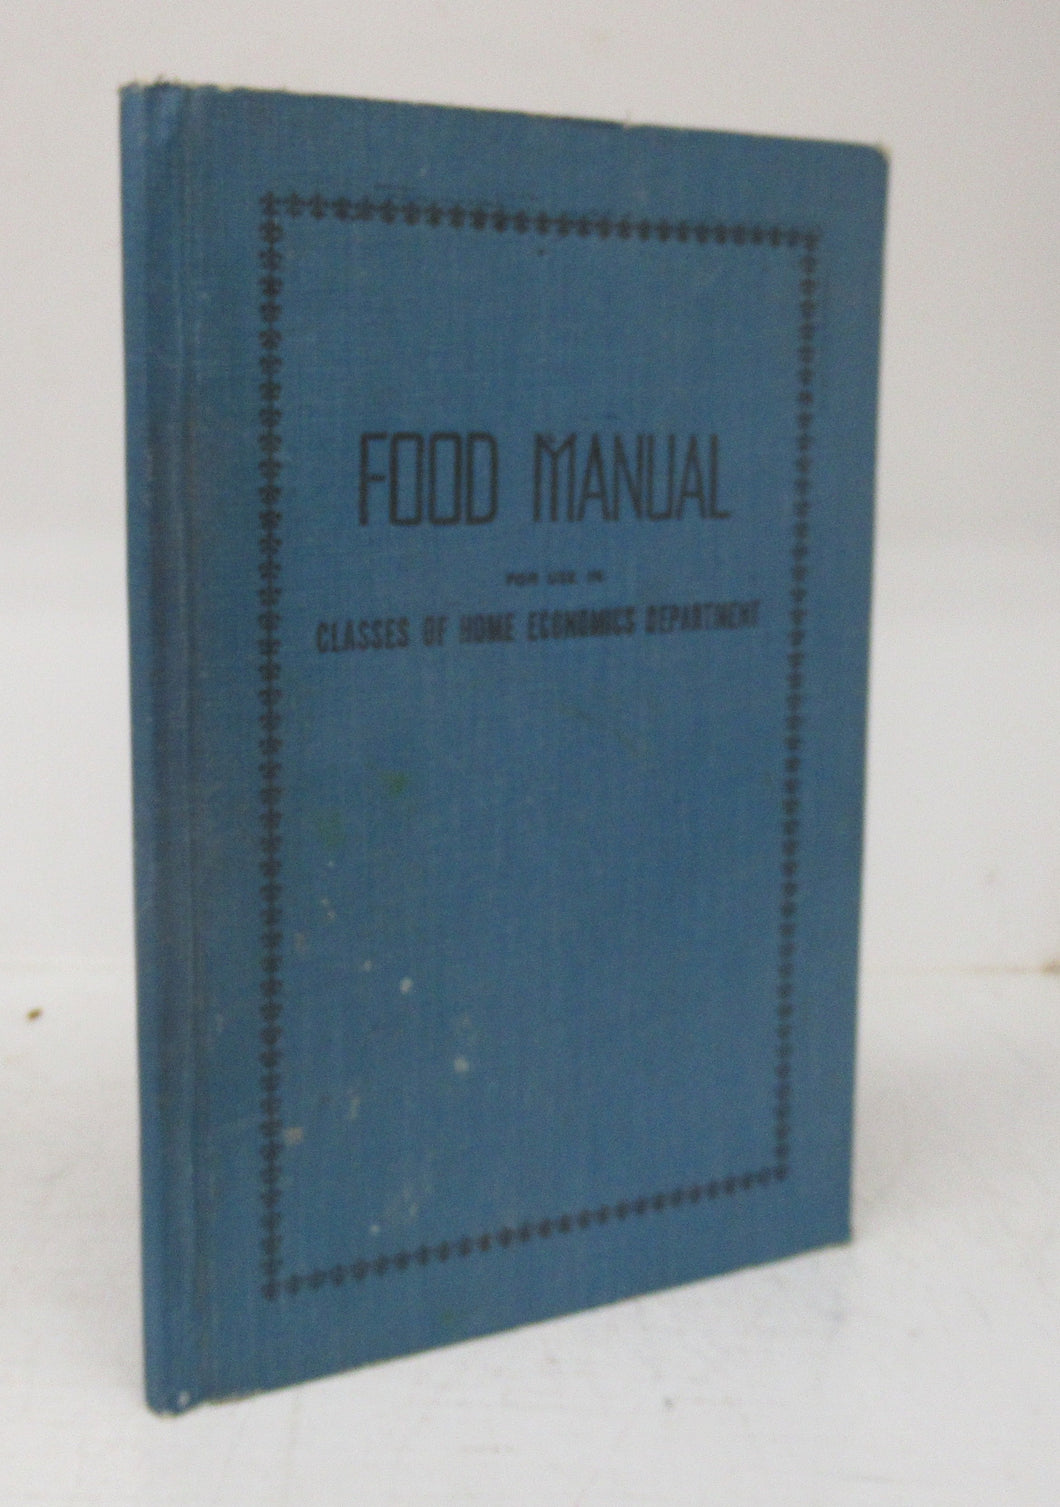 FOOD MANUAL
FOR USE IN
CLASSES OF HOME ECONOMICS DEPARTMENT